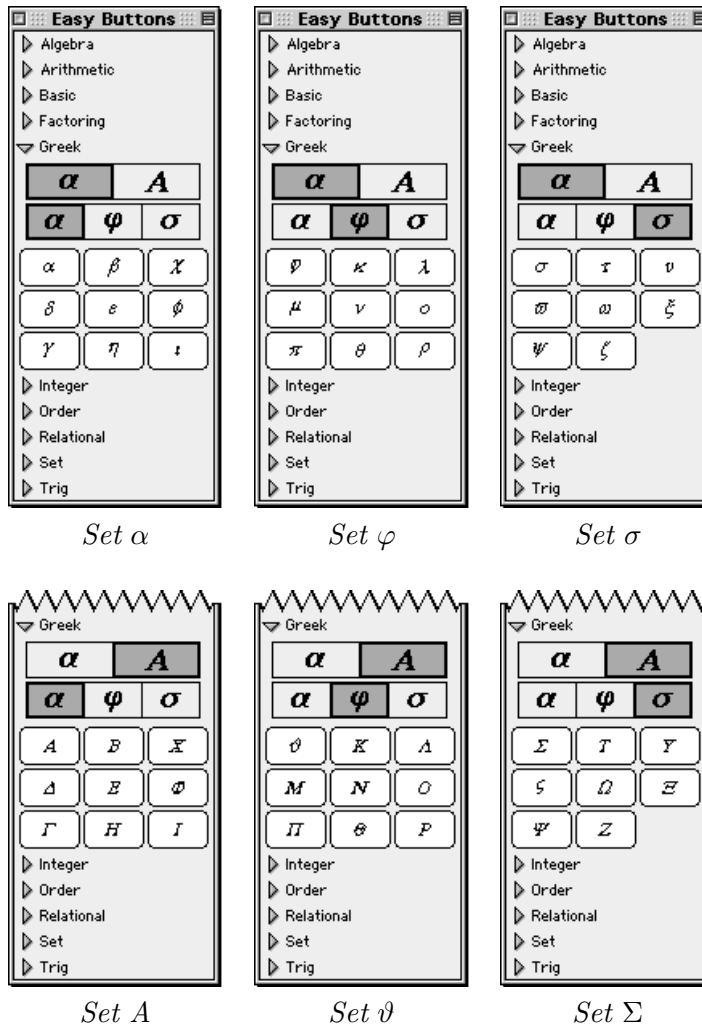 Easy Buttons
Algebra
Arithmetic
Basic
Factoring
Greek
α A
α φ σ
α β χ
δ ε ϕ
γ η ι
Integer
Order
Relational
Set
Trig
Set α
Easy Buttons
Algebra
Arithmetic
Basic
Factoring
Greek
α A
α φ σ
φ κ λ
μ ν ο
π θ ρ
Integer
Order
Relational
Set
Trig
Set φ
Easy Buttons
Algebra
Arithmetic
Basic
Factoring
Greek
α A
α φ σ
σ τ υ
ϖ ω ξ
ψ ζ
Integer
Order
Relational
Set
Trig
Set σ
Greek
α A
α φ σ
Α Β Χ
Δ Ε Φ
Γ Η Ι
Integer
Order
Relational
Set
Trig
Set A
Greek
α A
α φ σ
ϑ Κ Λ
Μ Ν Ο
Π Θ Ρ
Integer
Order
Relational
Set
Trig
Set ϑ
Greek
α A
α φ σ
Σ Τ Υ
ς Ω Ξ
Ψ Ζ
Integer
Order
Relational
Set
Trig
Set Σ